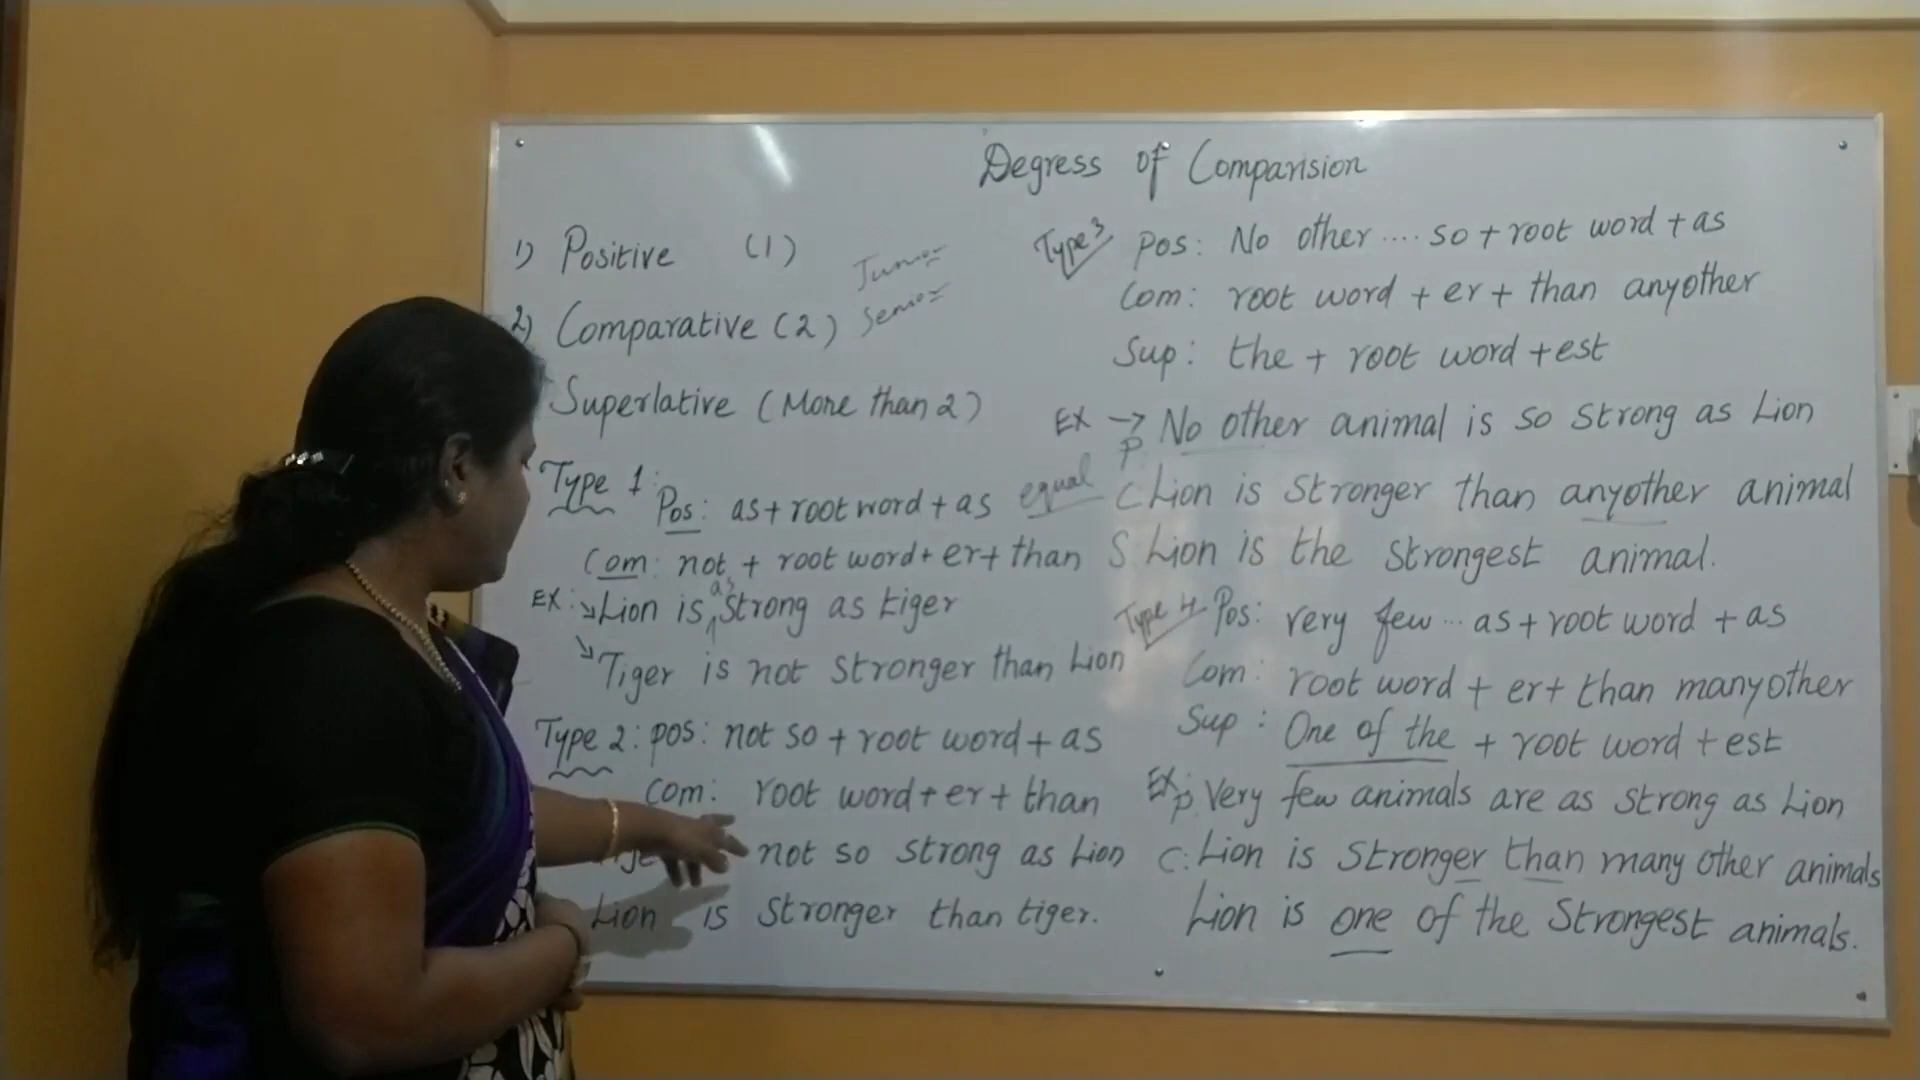 Degress of Comparision
1) Positive (1)
Junior
2) Comparative (2)
Senior
Superlative (More than 2)
Type 1:
Pos: as + root word + as equal
Com: not + root word + er + than
EX: Lion is as strong as tiger
Tiger is not stronger than Lion
Type 2: pos: not so + root word + as
com: root word + er + than
not so strong as Lion
Lion is stronger than tiger.
Type 3 pos: No other .... so + root word + as
Com: root word + er + than anyother
Sup: the + root word + est
EX → No other animal is so strong as Lion
P.
C Lion is stronger than anyother animal
S. Lion is the strongest animal.
Type 4 Pos: very few ... as + root word + as
Com: root word + er + than manyother
Sup: One of the + root word + est
EX: P. Very few animals are as strong as Lion
C: Lion is stronger than many other animals
Lion is one of the strongest animals.